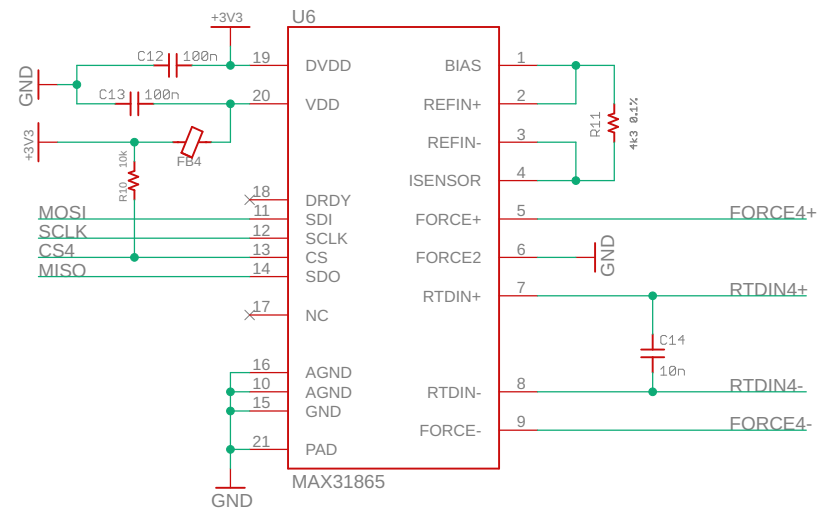 +3V3
U6
C12 100n
19 DVDD
BIAS 1
GND
C13 100n
20 VDD
REFIN+ 2
R11
4k3 0.1%
+3V3
FB4
REFIN- 3
R10 10k
ISENSOR 4
18 DRDY
MOSI
11 SDI
FORCE+ 5
FORCE4+
SCLK
12 SCLK
CS4
13 CS
FORCE2 6
GND
MISO
14 SDO
RTDIN+ 7
RTDIN4+
17 NC
C14
10n
16 AGND
10 AGND
RTDIN- 8
RTDIN4-
15 GND
FORCE- 9
FORCE4-
21 PAD
GND
MAX31865